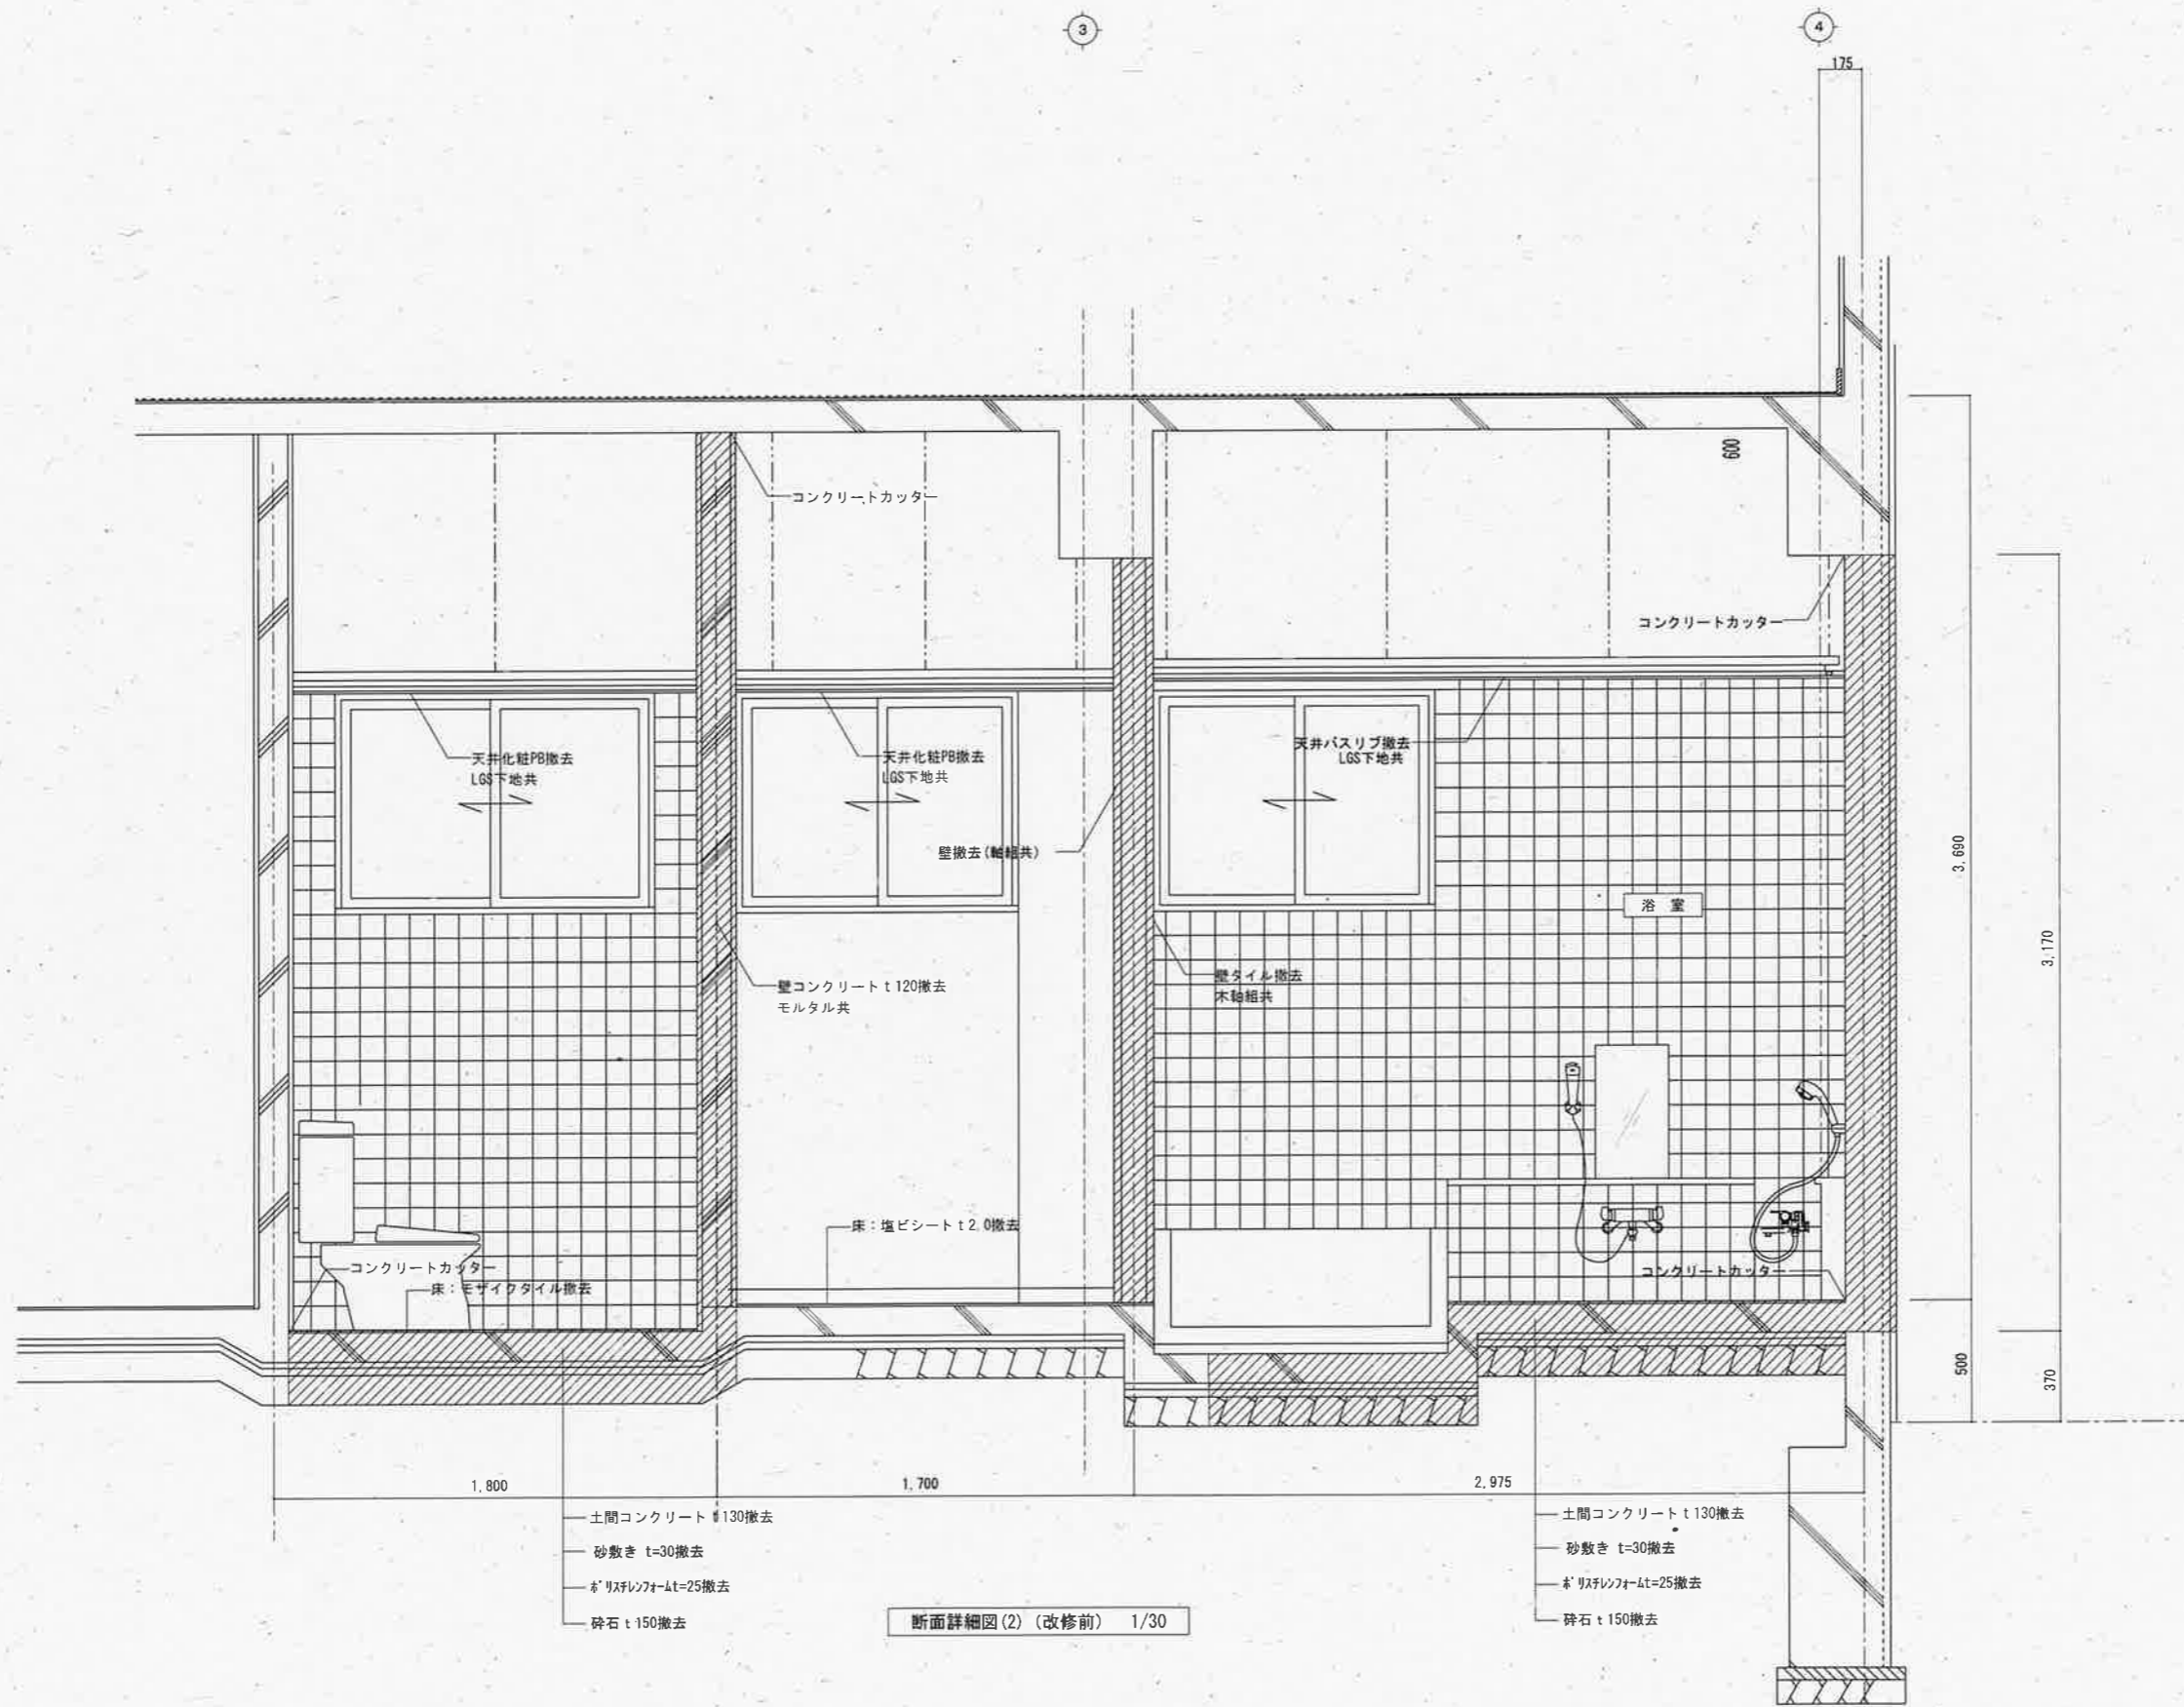 3
4
175
600
コンクリートカッター
コンクリートカッター
天井化粧PB撤去
LGS下地共
天井化粧PB撤去
LGS下地共
天井バスリブ撤去
LGS下地共
壁撤去(軸組共)
3,690
浴 室
3,170
壁コンクリート t 120撤去
モルタル共
壁タイル撤去
木軸組共
床:塩ビシート t 2.0撤去
コンクリートカッター
床:モザイクタイル撤去
コンクリートカッター
500
370
1,800
1,700
2,975
土間コンクリート t 130撤去
砂敷き t=30撤去
ポリスチレンフォームt=25撤去
砕石 t 150撤去
土間コンクリート t 130撤去
砂敷き t=30撤去
ポリスチレンフォームt=25撤去
砕石 t 150撤去
断面詳細図(2) (改修前) 1/30